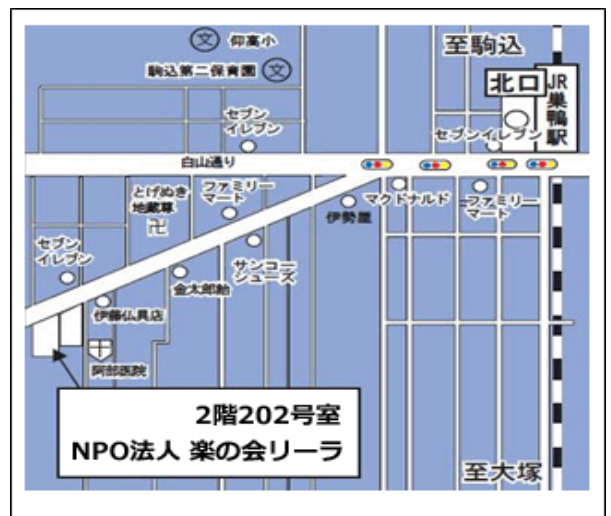 仰高小
文
至駒込
駒込第二保育園
文
北口
JR
巣鴨駅
セブン
イレブン
セブンイレブン
白山通り
とげぬき
地蔵尊
卍
ファミリー
マート
伊勢屋
マクドナルド
ファミリー
マート
セブン
イレブン
サンコー
シューズ
金太郎飴
伊藤仏具店
阿部医院
2階202号室
NPO法人 楽の会リーラ
至大塚